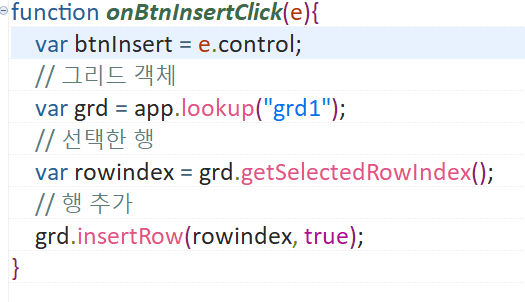 function onBtnInsertClick(e){
var btnInsert = e.control;
// 그리드 객체
var grd = app.lookup("grd1");
// 선택한 행
var rowindex = grd.getSelectedRowIndex();
// 행 추가
grd.insertRow(rowindex, true);
}